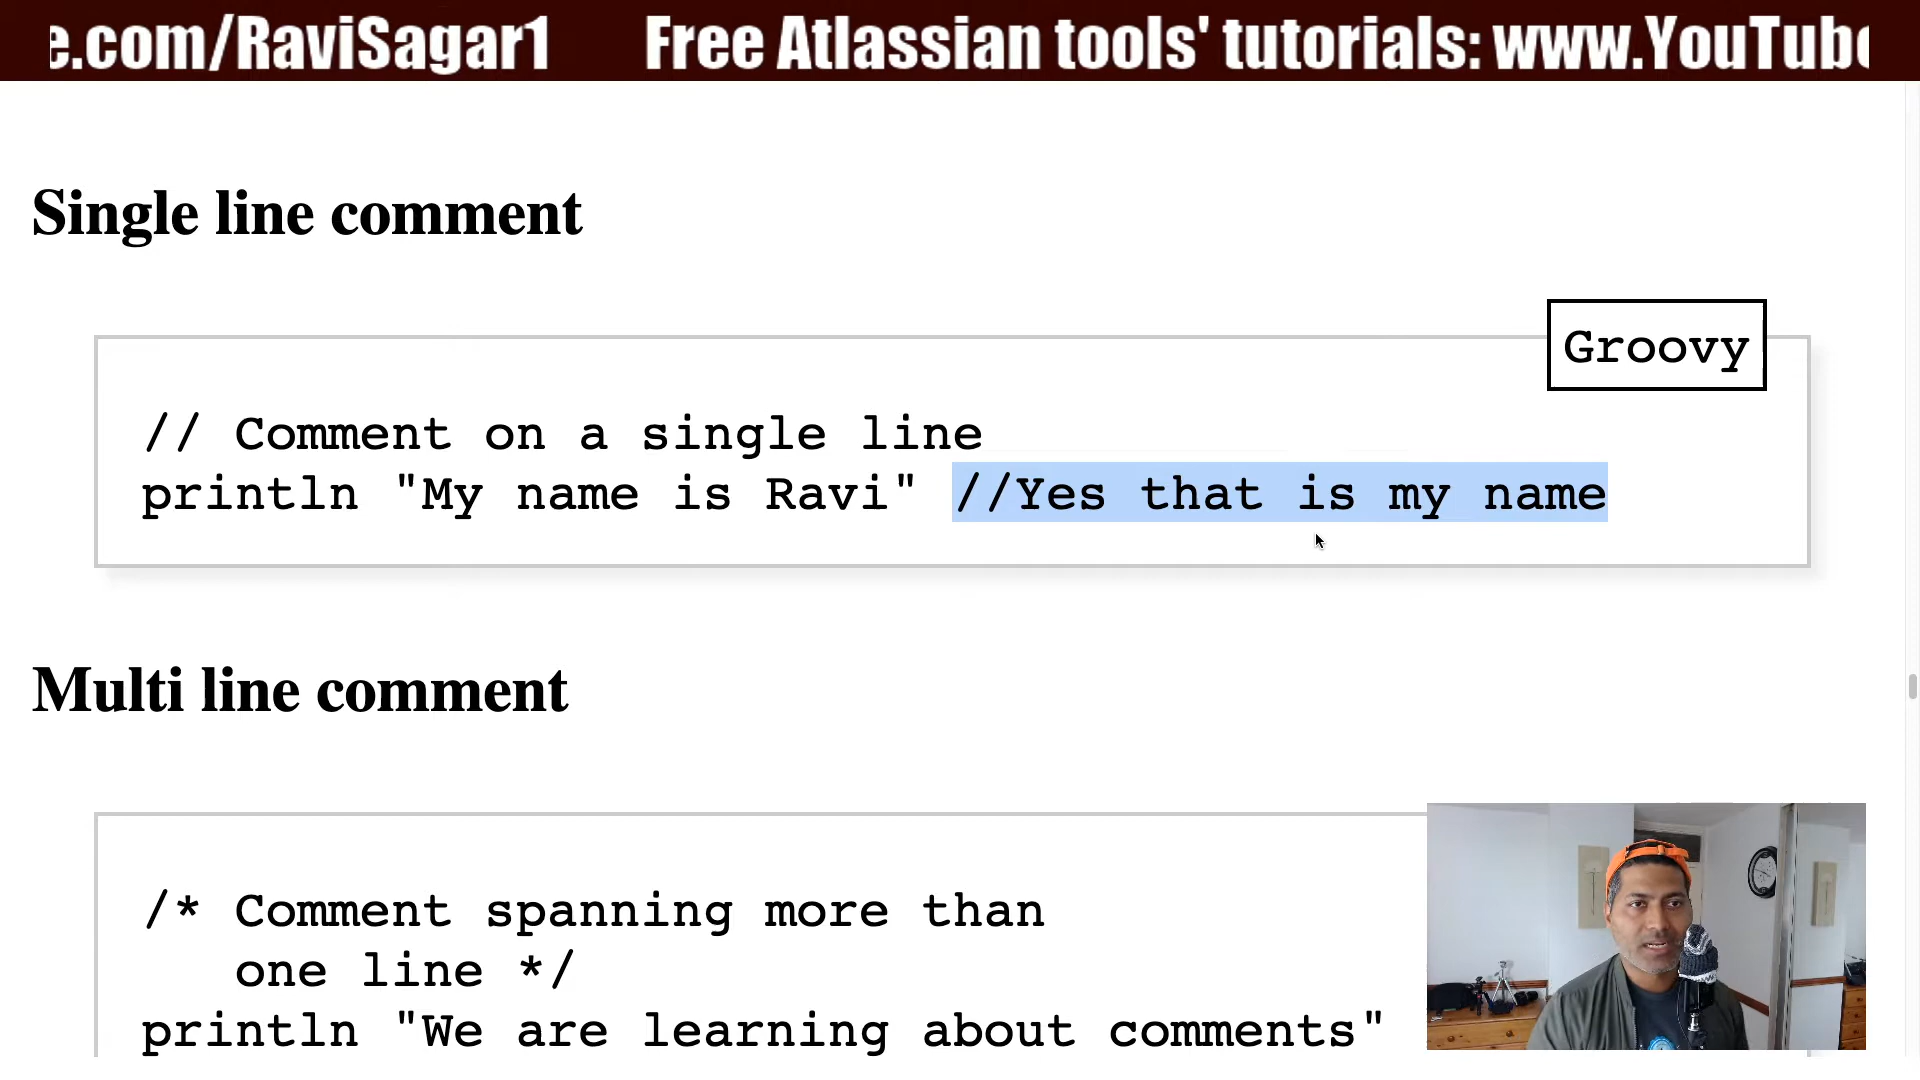 e.com/RaviSagar1 Free Atlassian tools' tutorials: www.YouTube
Single line comment
Groovy
// Comment on a single line
println "My name is Ravi" //Yes that is my name
Multi line comment
/* Comment spanning more than
one line */
println "We are learning about comments"